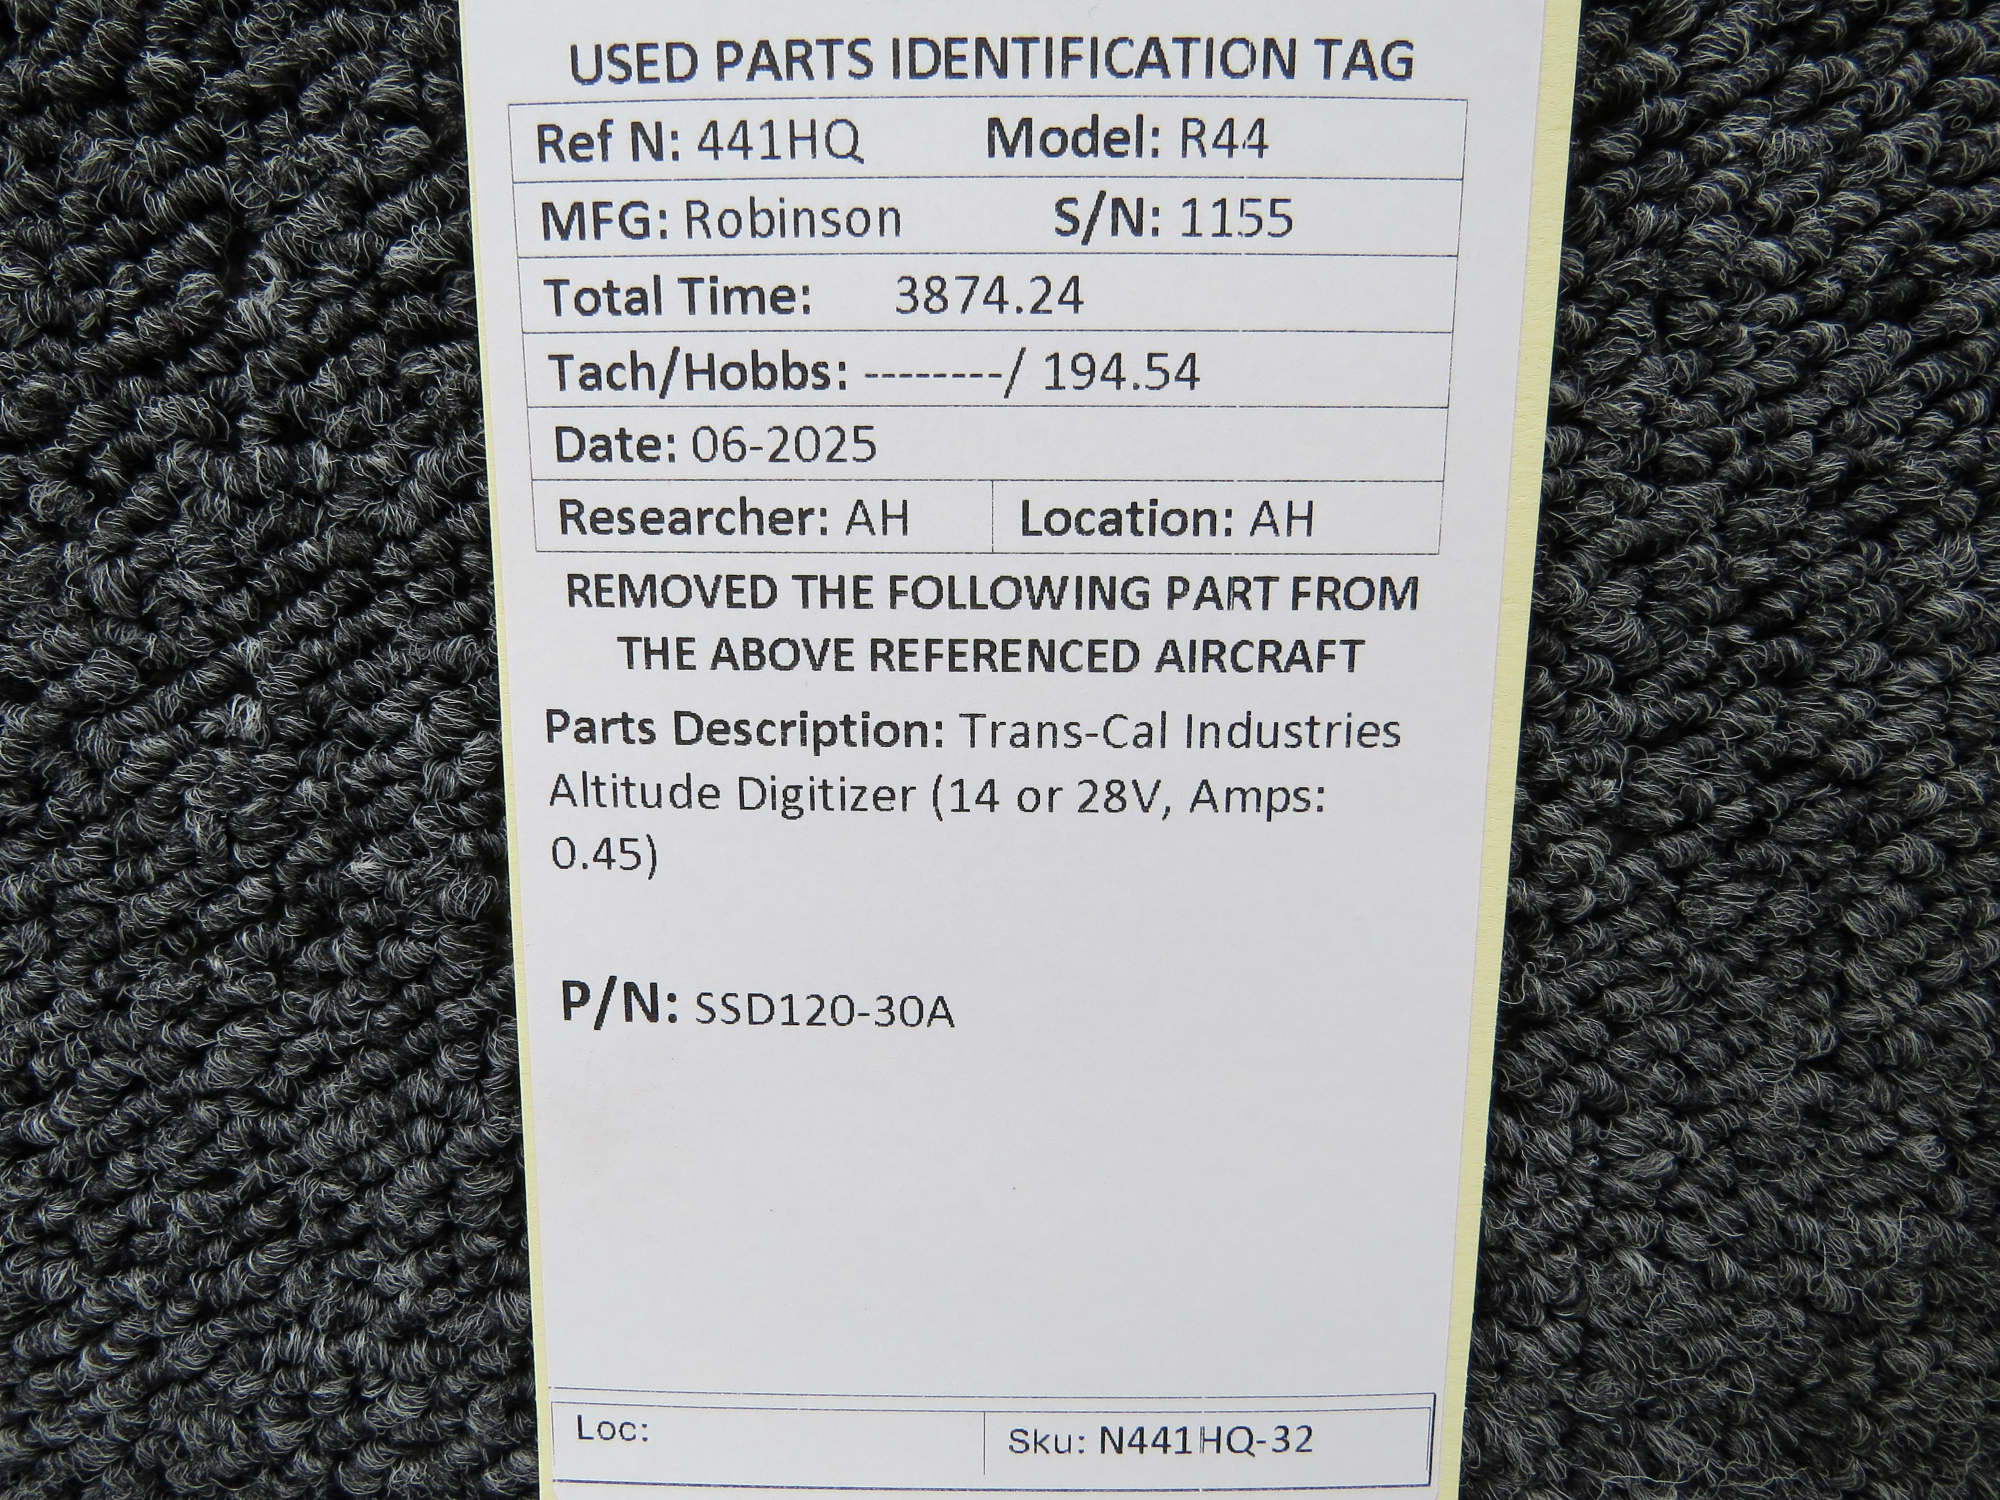 USED PARTS IDENTIFICATION TAG
Ref N: 441HQ Model: R44
MFG: Robinson S/N: 1155
Total Time: 3874.24
Tach/Hobbs: --------/ 194.54
Date: 06-2025
Researcher: AH Location: AH
REMOVED THE FOLLOWING PART FROM
THE ABOVE REFERENCED AIRCRAFT
Parts Description: Trans-Cal Industries
Altitude Digitizer (14 or 28V, Amps:
0.45)
P/N: SSD120-30A
Loc: Sku: N441HQ-32